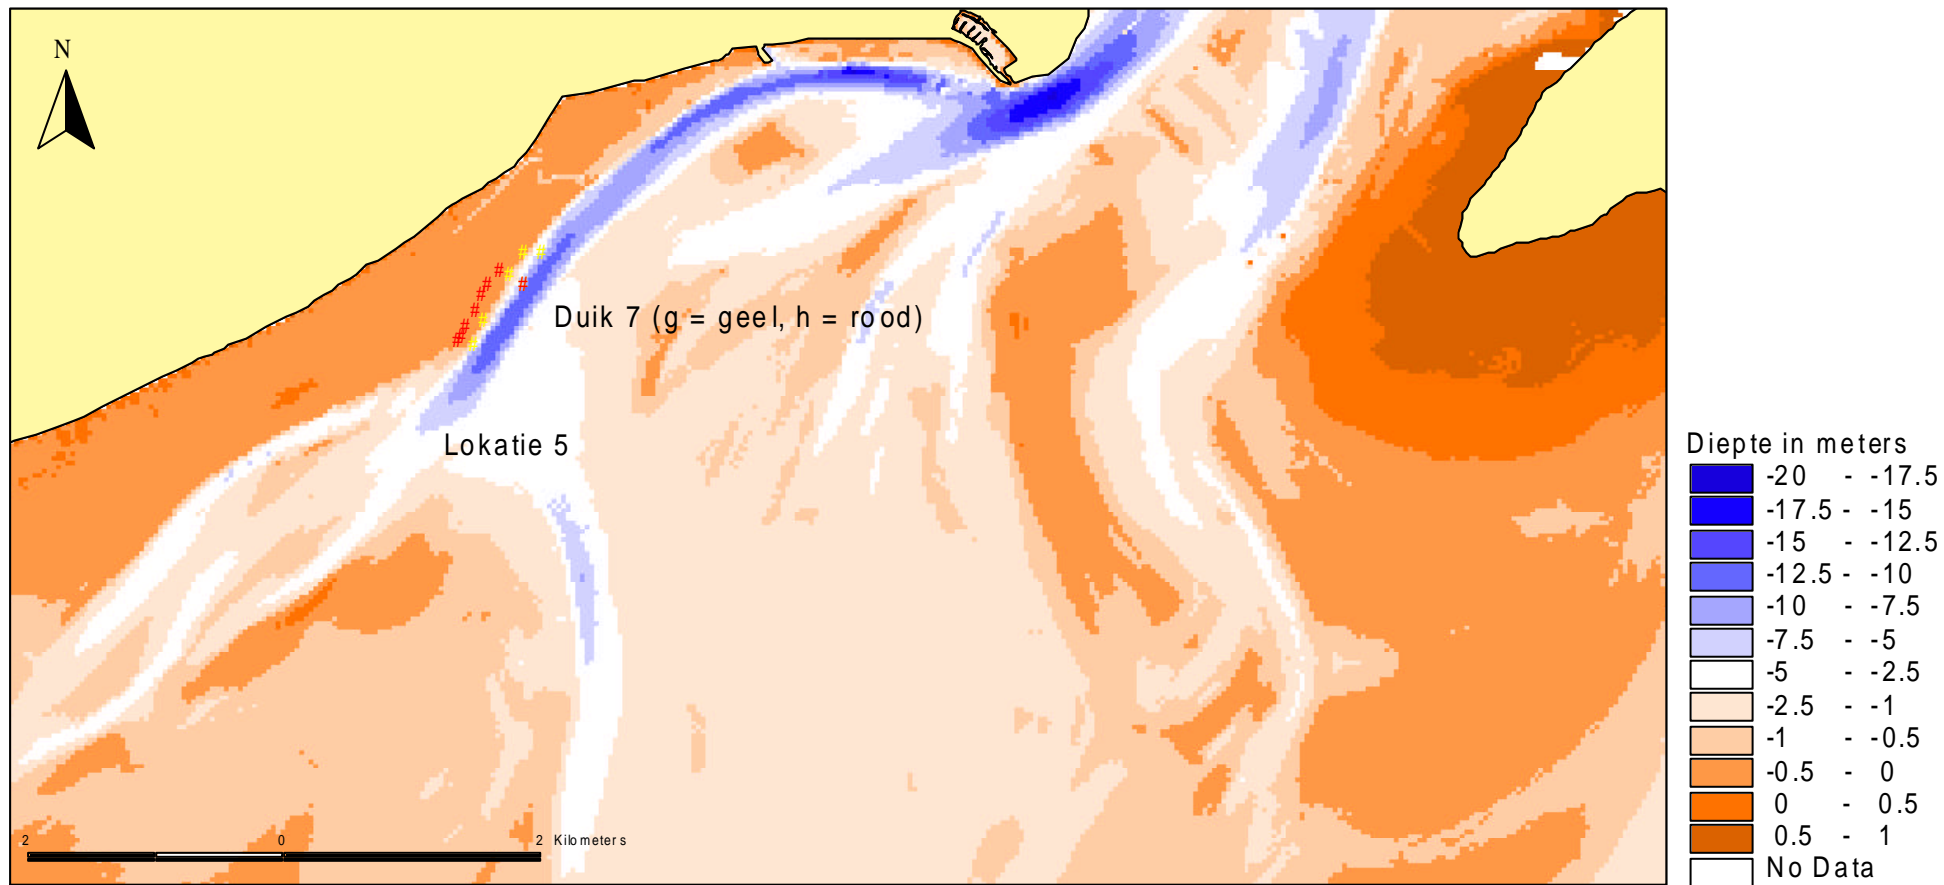 N
Duik 7 (g = geel, h = rood)
Lokatie 5
2 0 2 Kilometers
Diepte in meters
-20 - -17.5
-17.5 - -15
-15 - -12.5
-12.5 - -10
-10 - -7.5
-7.5 - -5
-5 - -2.5
-2.5 - -1
-1 - -0.5
-0.5 - 0
0 - 0.5
0.5 - 1
No Data